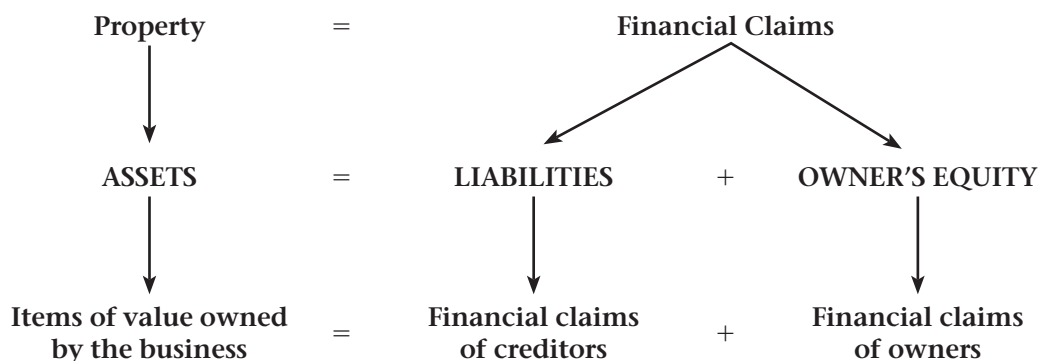 Property = Financial Claims
ASSETS = LIABILITIES + OWNER’S EQUITY
Items of value owned = Financial claims + Financial claims
by the business of creditors of owners